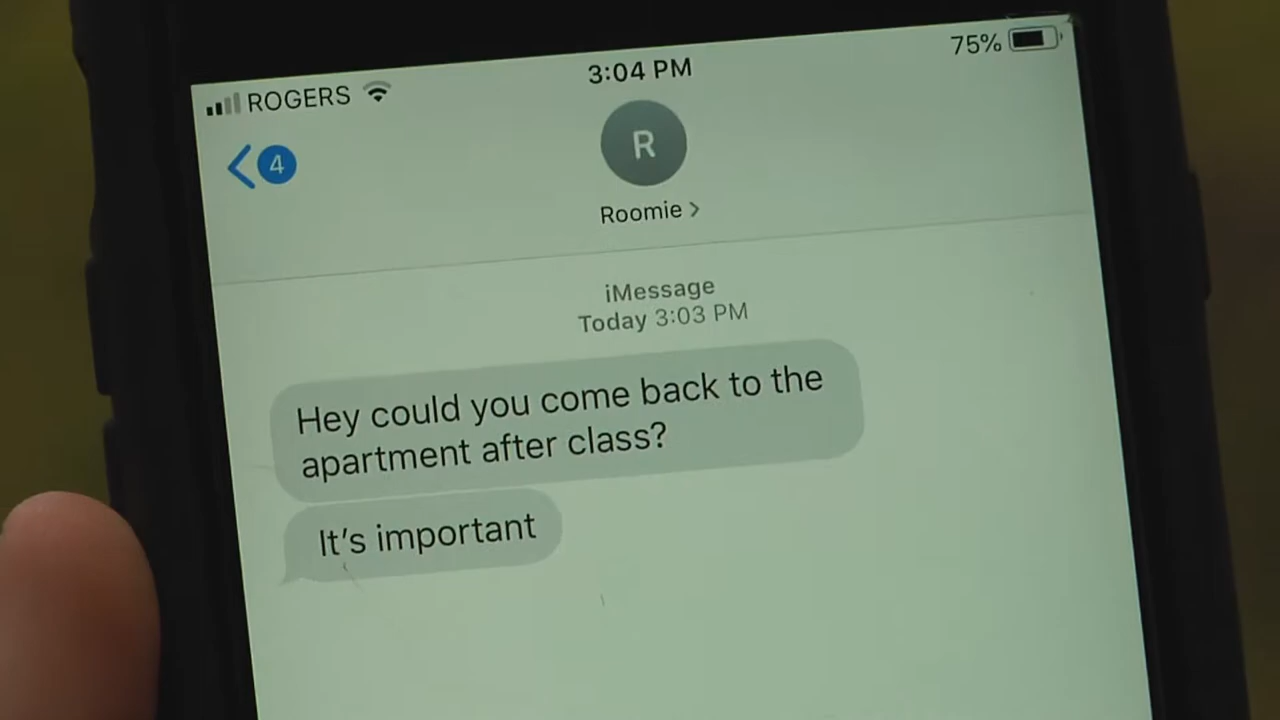 ROGERS 3:04 PM 75%
4
R
Roomie >
iMessage
Today 3:03 PM
Hey could you come back to the
apartment after class?
It's important